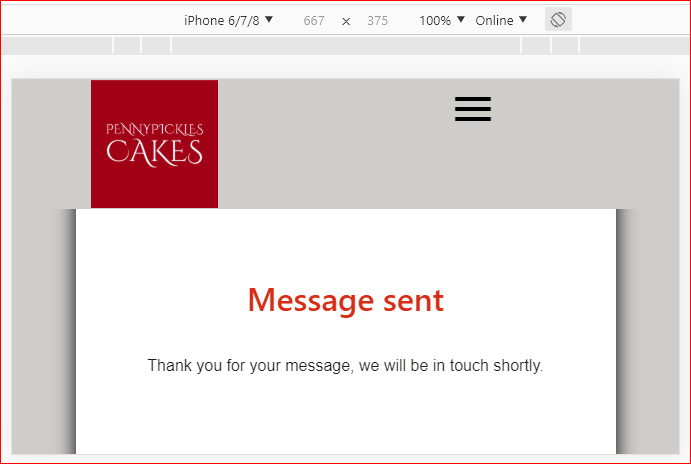 iPhone 6/7/8 ▼ 667 × 375 100% ▼ Online ▼
PENNYPICKLES
CAKES
Message sent
Thank you for your message, we will be in touch shortly.